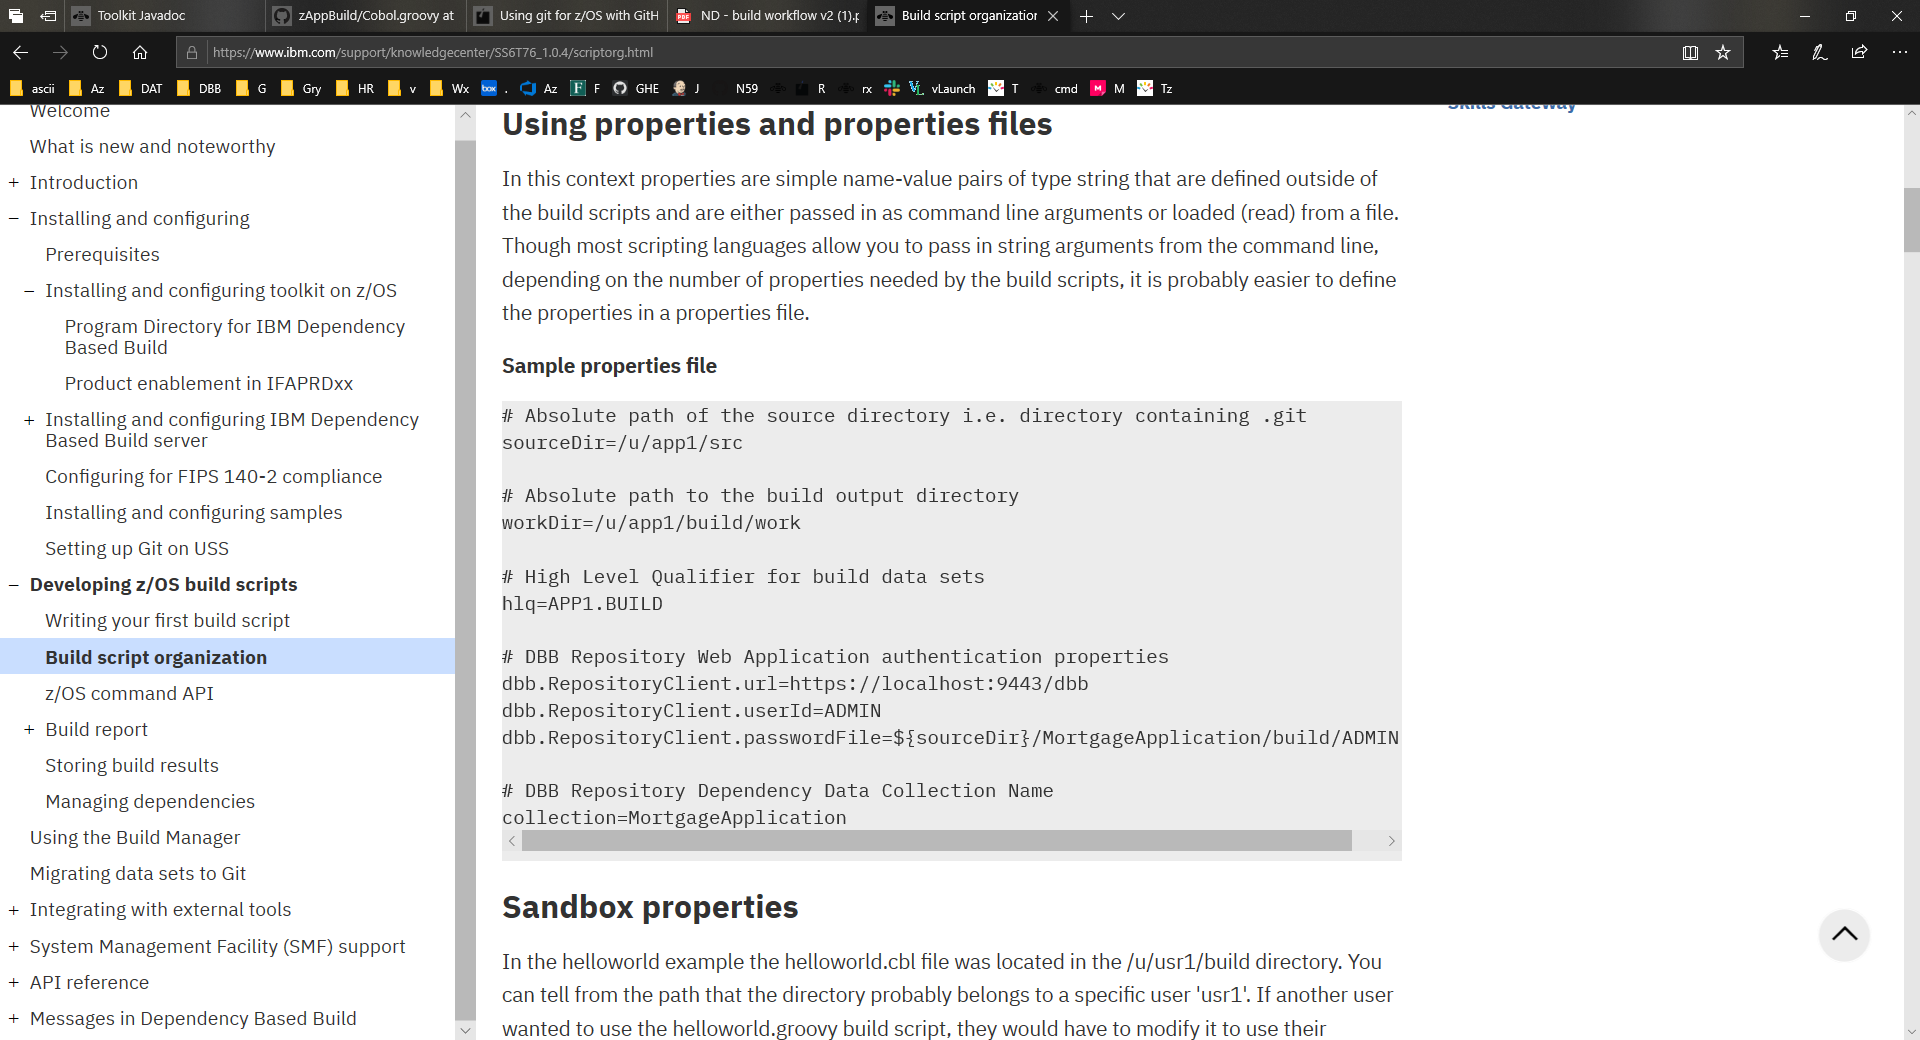 Toolkit Javadoc
zAppBuild/Cobol.groovy at
Using git for z/OS with GitH
ND - build workflow v2 (1).p
Build script organization
https://www.ibm.com/support/knowledgecenter/SS6T76_1.0.4/scriptorg.html
ascii Az DAT DBB G Gry HR v Wx box . Az F F GHE J N59 R rx vLaunch T cmd M M Tz
Welcome
What is new and noteworthy
+ Introduction
− Installing and configuring
Prerequisites
− Installing and configuring toolkit on z/OS
Program Directory for IBM Dependency
Based Build
Product enablement in IFAPRDxx
+ Installing and configuring IBM Dependency
Based Build server
Configuring for FIPS 140-2 compliance
Installing and configuring samples
Setting up Git on USS
− Developing z/OS build scripts
Writing your first build script
Build script organization
z/OS command API
+ Build report
Storing build results
Managing dependencies
Using the Build Manager
Migrating data sets to Git
+ Integrating with external tools
+ System Management Facility (SMF) support
+ API reference
+ Messages in Dependency Based Build
Using properties and properties files
In this context properties are simple name-value pairs of type string that are defined outside of
the build scripts and are either passed in as command line arguments or loaded (read) from a file.
Though most scripting languages allow you to pass in string arguments from the command line,
depending on the number of properties needed by the build scripts, it is probably easier to define
the properties in a properties file.
Sample properties file
# Absolute path of the source directory i.e. directory containing .git
sourceDir=/u/app1/src
# Absolute path to the build output directory
workDir=/u/app1/build/work
# High Level Qualifier for build data sets
hlq=APP1.BUILD
# DBB Repository Web Application authentication properties
dbb.RepositoryClient.url=https://localhost:9443/dbb
dbb.RepositoryClient.userId=ADMIN
dbb.RepositoryClient.passwordFile=${sourceDir}/MortgageApplication/build/ADMIN
# DBB Repository Dependency Data Collection Name
collection=MortgageApplication
Sandbox properties
In the helloworld example the helloworld.cbl file was located in the /u/usr1/build directory. You
can tell from the path that the directory probably belongs to a specific user 'usr1'. If another user
wanted to use the helloworld.groovy build script, they would have to modify it to use their
Skills Gateway